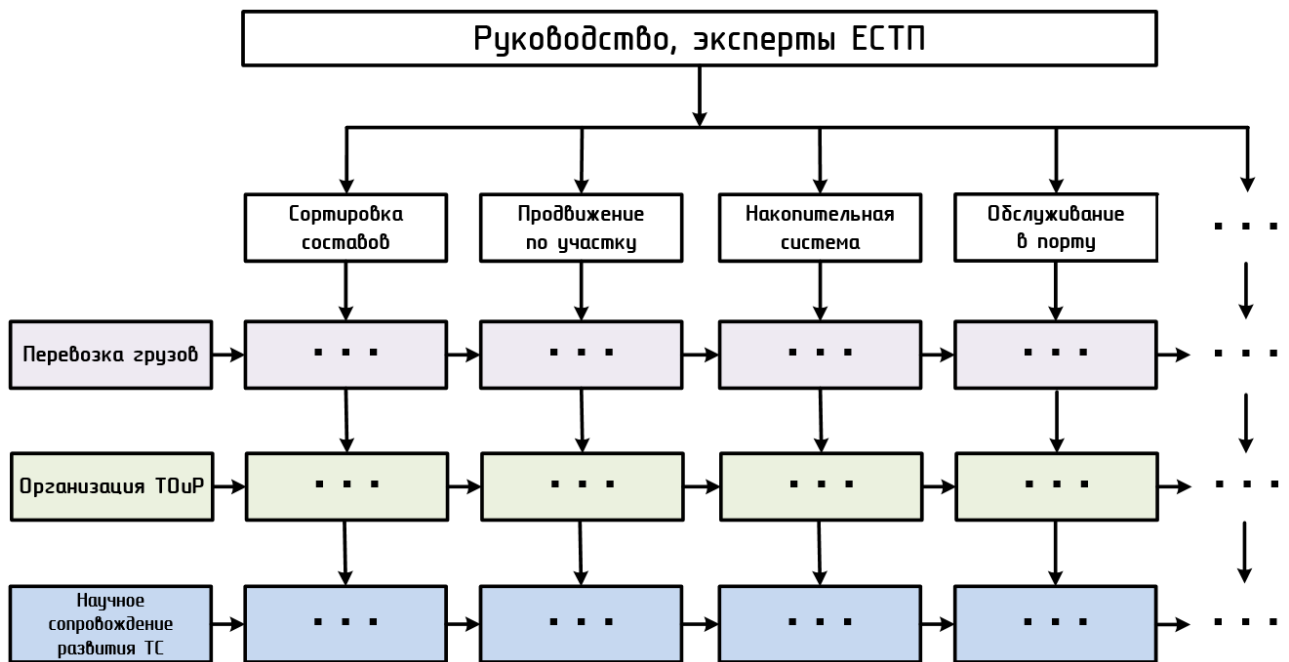 Руководство, эксперты ЕСТП
Сортировка
составов
Продвижение
по участку
Накопительная
система
Обслуживание
в порту
...
Перевозка грузов
...
...
...
...
...
Организация ТОиР
...
...
...
...
...
Научное
сопровождение
развития ТС
...
...
...
...
...